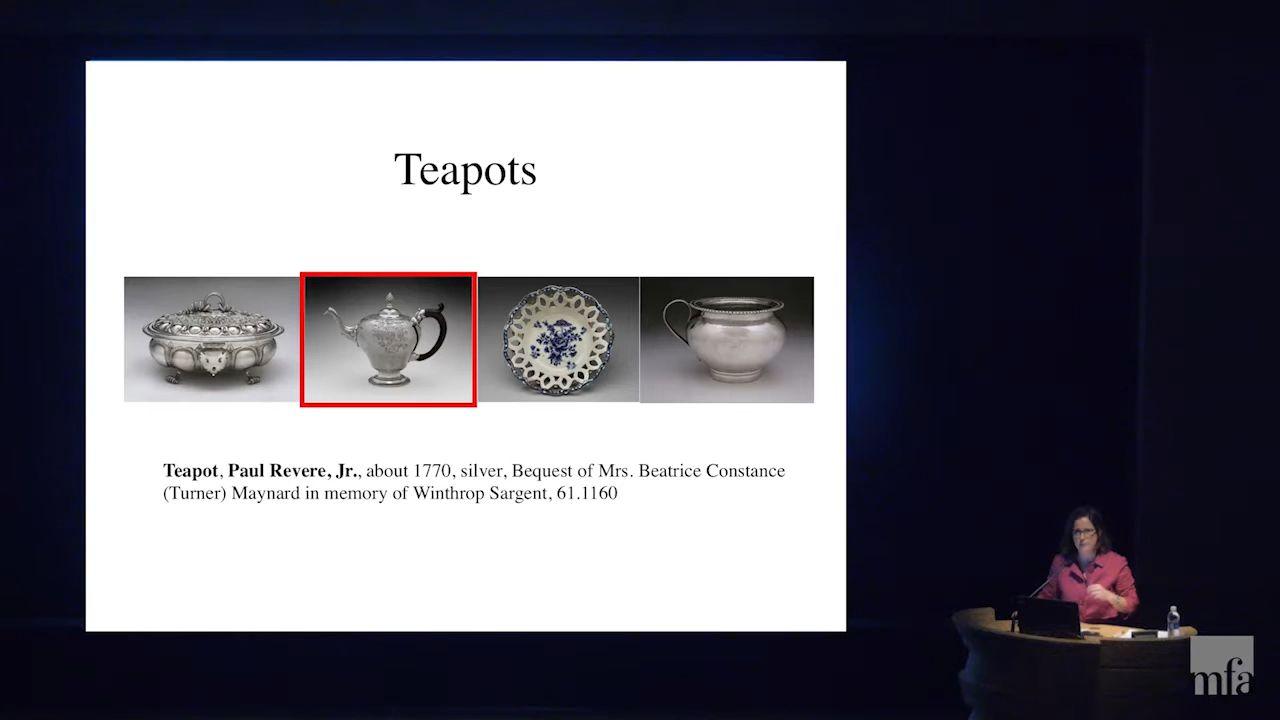 Teapots
Teapot, Paul Revere, Jr., about 1770, silver, Bequest of Mrs. Beatrice Constance
(Turner) Maynard in memory of Winthrop Sargent, 61.1160
mfa